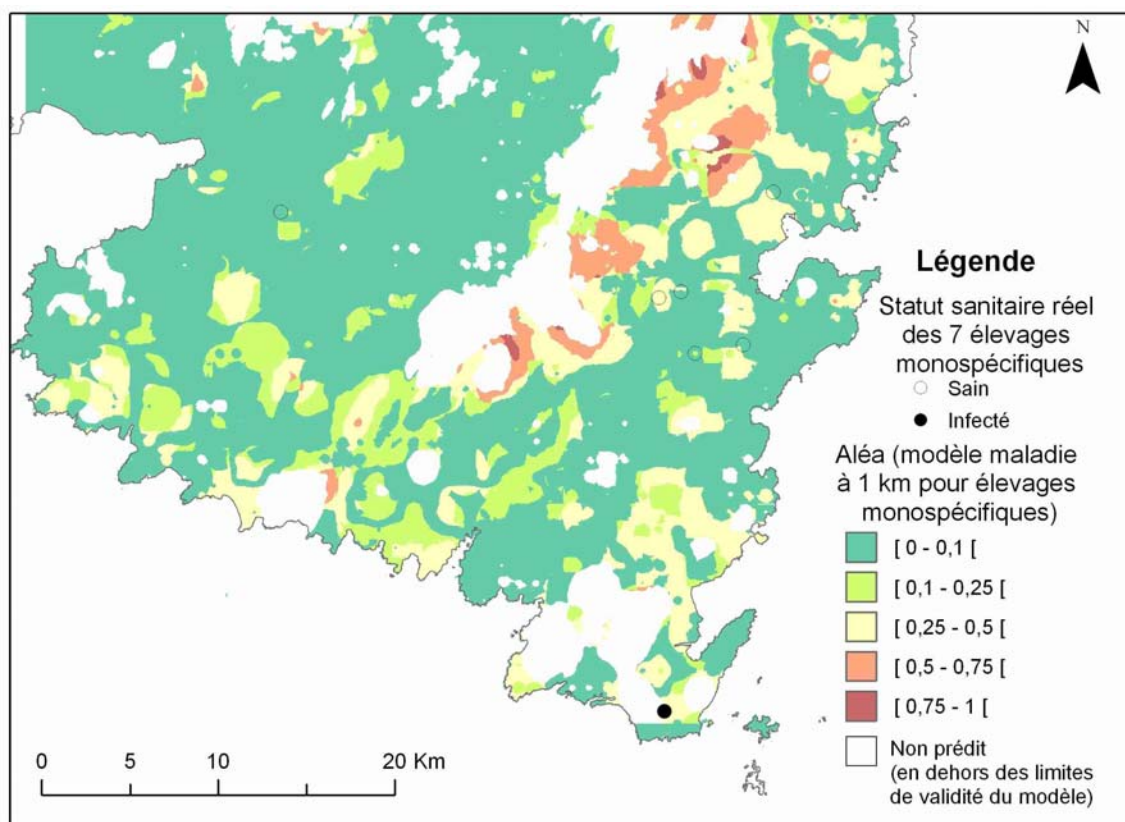 N
Légende
Statut sanitaire réel
des 7 élevages
monospécifiques
Sain
Infecté
Aléa (modèle maladie
à 1 km pour élevages
monospécifiques)
[ 0 - 0,1 [
[ 0,1 - 0,25 [
[ 0,25 - 0,5 [
[ 0,5 - 0,75 [
[ 0,75 - 1 [
Non prédit
(en dehors des limites
de validité du modèle)
0 5 10 20 Km